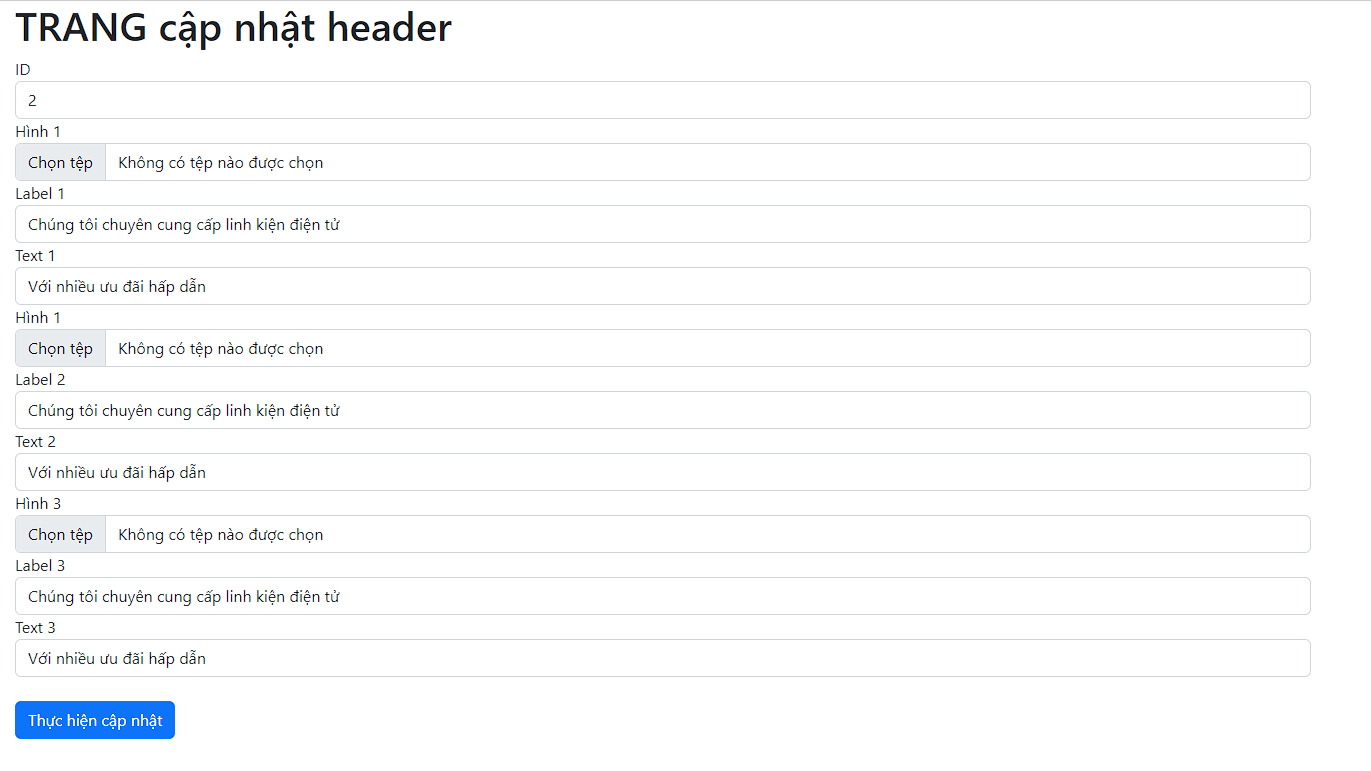 TRANG cập nhật header
ID
2
Hình 1
Chọn tệp Không có tệp nào được chọn
Label 1
Chúng tôi chuyên cung cấp linh kiện điện tử
Text 1
Với nhiều ưu đãi hấp dẫn
Hình 1
Chọn tệp Không có tệp nào được chọn
Label 2
Chúng tôi chuyên cung cấp linh kiện điện tử
Text 2
Với nhiều ưu đãi hấp dẫn
Hình 3
Chọn tệp Không có tệp nào được chọn
Label 3
Chúng tôi chuyên cung cấp linh kiện điện tử
Text 3
Với nhiều ưu đãi hấp dẫn
Thực hiện cập nhật